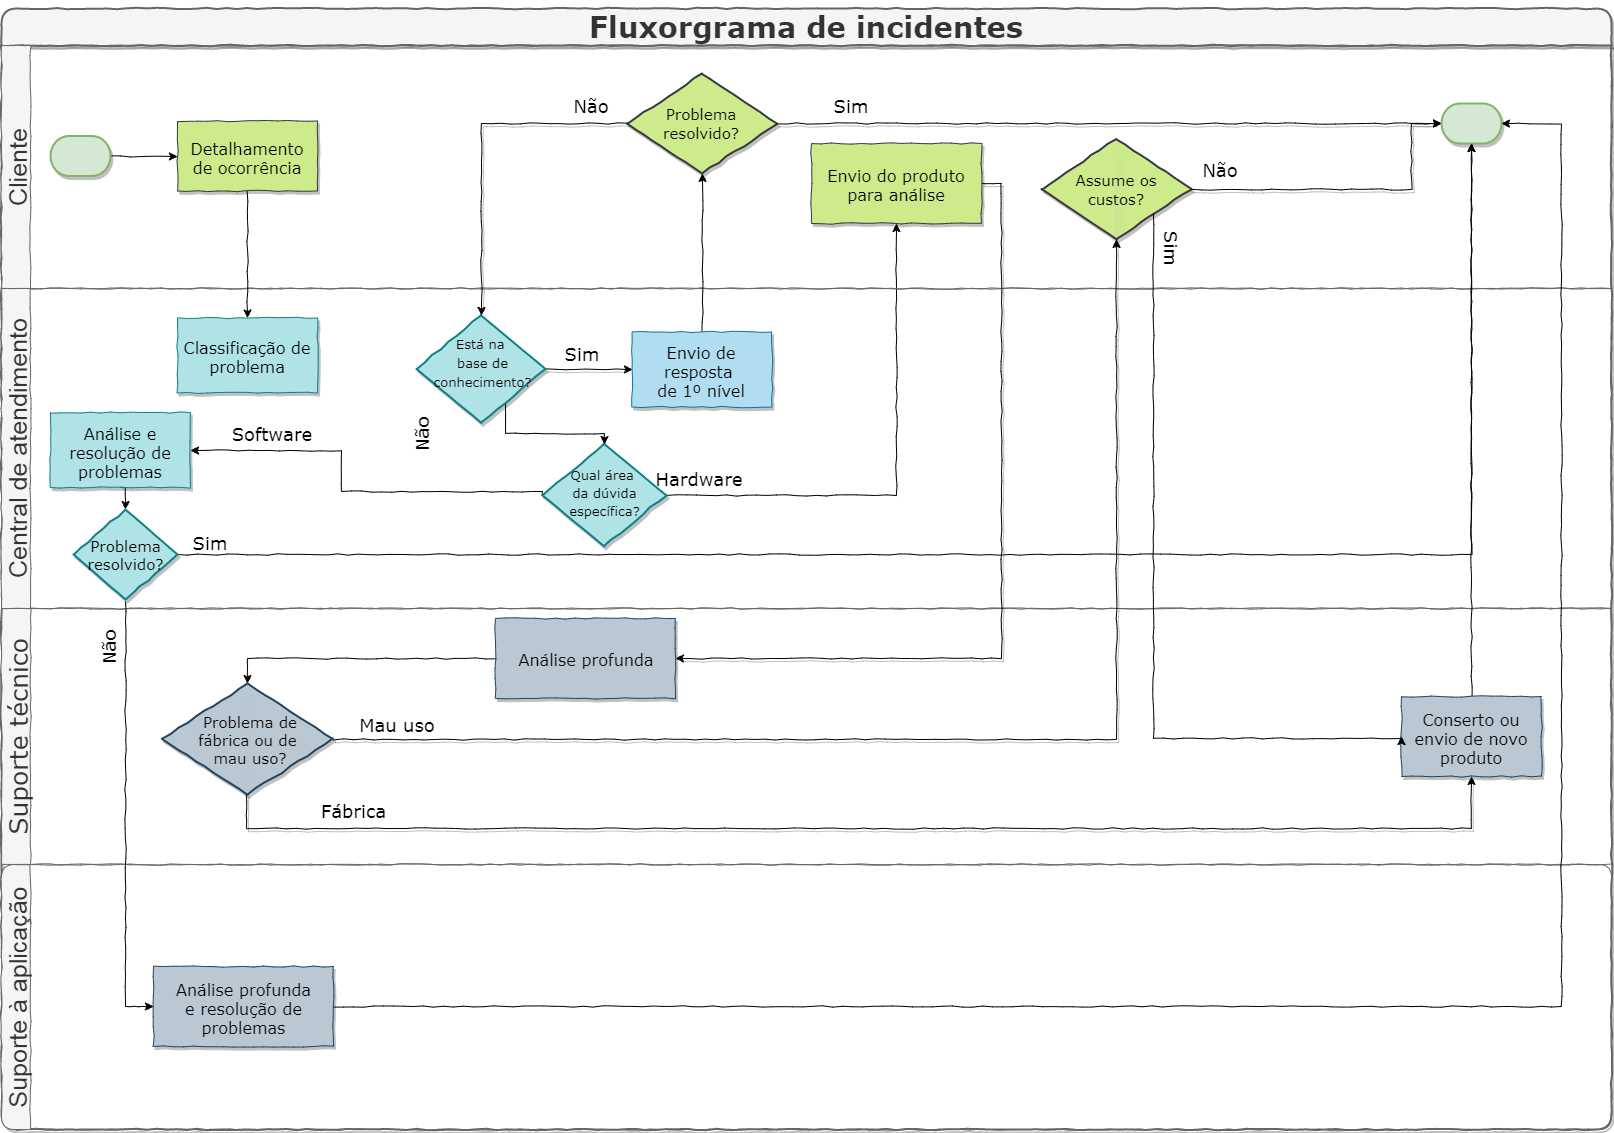 Fluxorgrama de incidentes
Cliente
Detalhamento
de ocorrência
Não
Problema
resolvido?
Sim
Envio do produto
para análise
Assume os
custos?
Não
Sim
Central de atendimento
Classificação de
problema
Está na
base de
conhecimento?
Sim
Envio de
resposta
de 1º nível
Não
Análise e
resolução de
problemas
Software
Qual área
da dúvida
específica?
Hardware
Problema
resolvido?
Sim
Não
Suporte técnico
Análise profunda
Problema de
fábrica ou de
mau uso?
Mau uso
Fábrica
Conserto ou
envio de novo
produto
Suporte à aplicação
Análise profunda
e resolução de
problemas